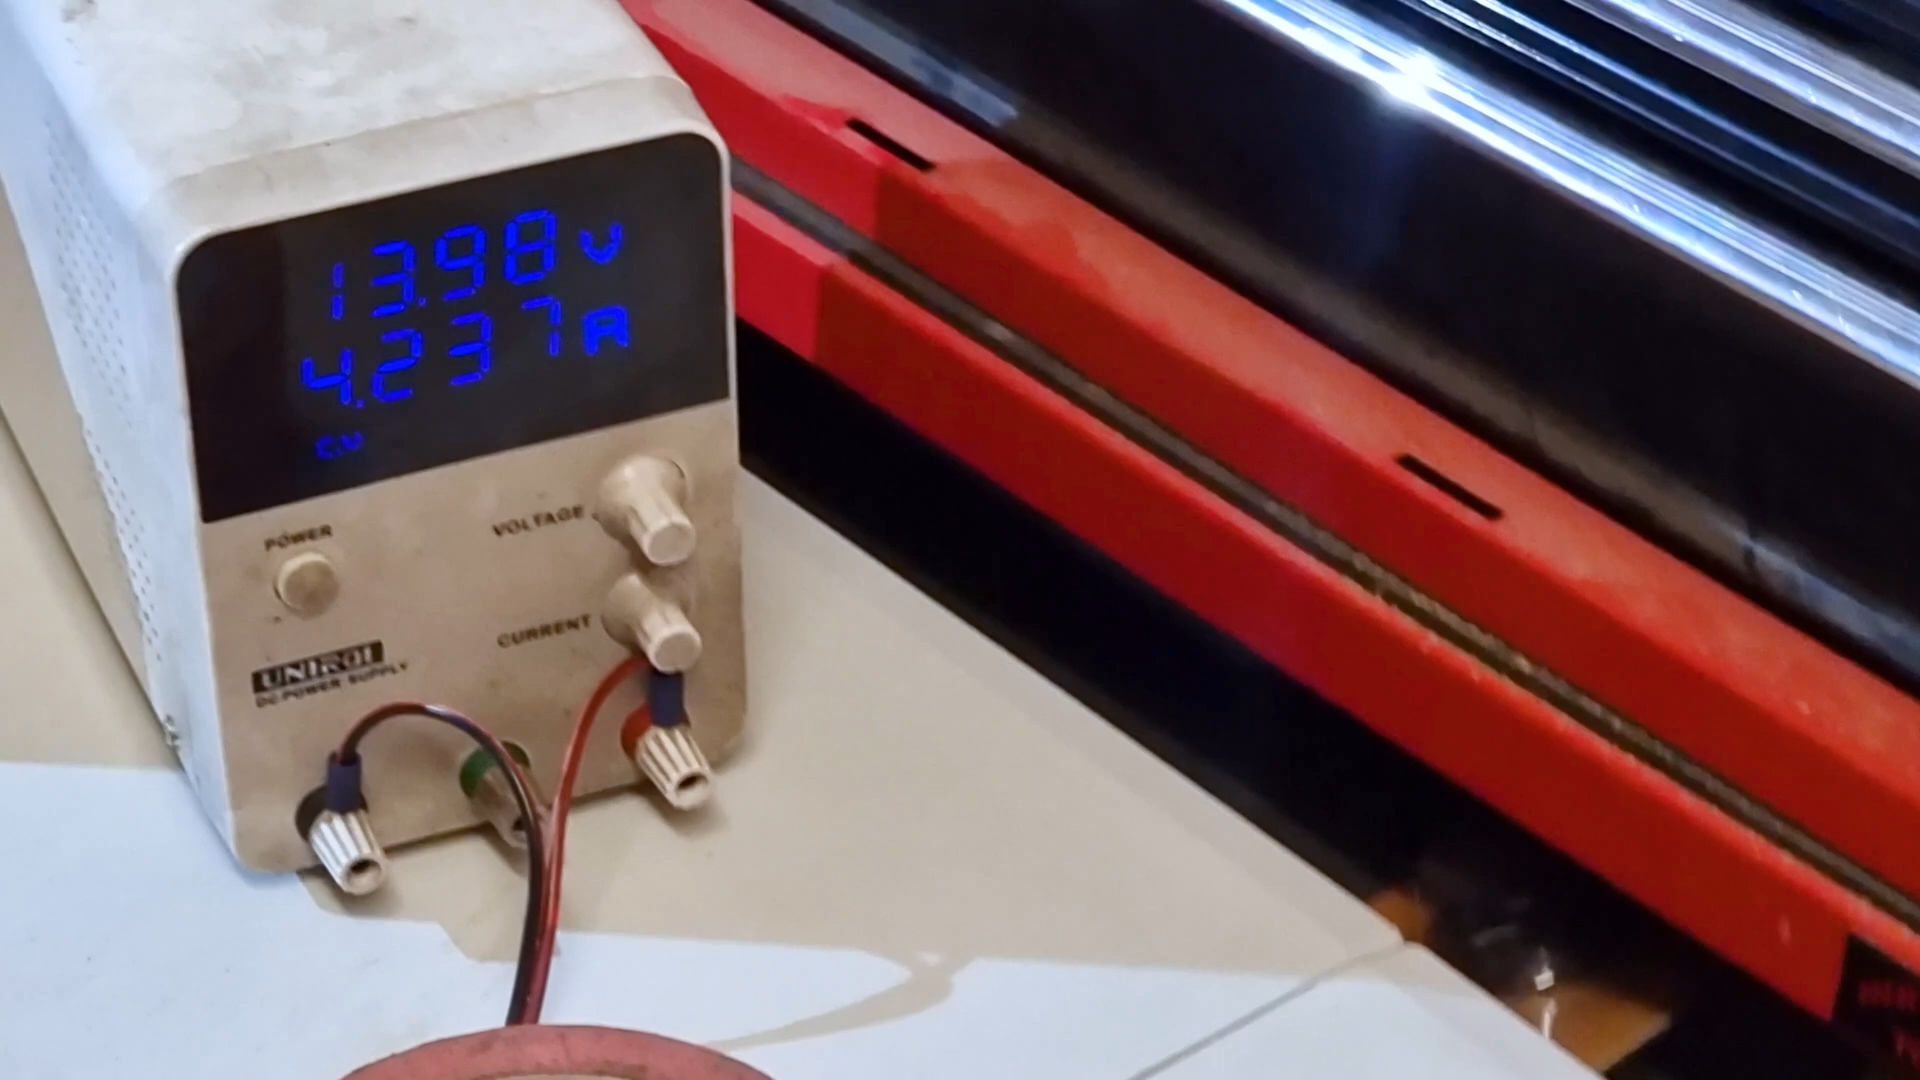 13.98 V
4.237 A
C.V
POWER
VOLTAGE
CURRENT
UNIROI
DC POWER SUPPLY